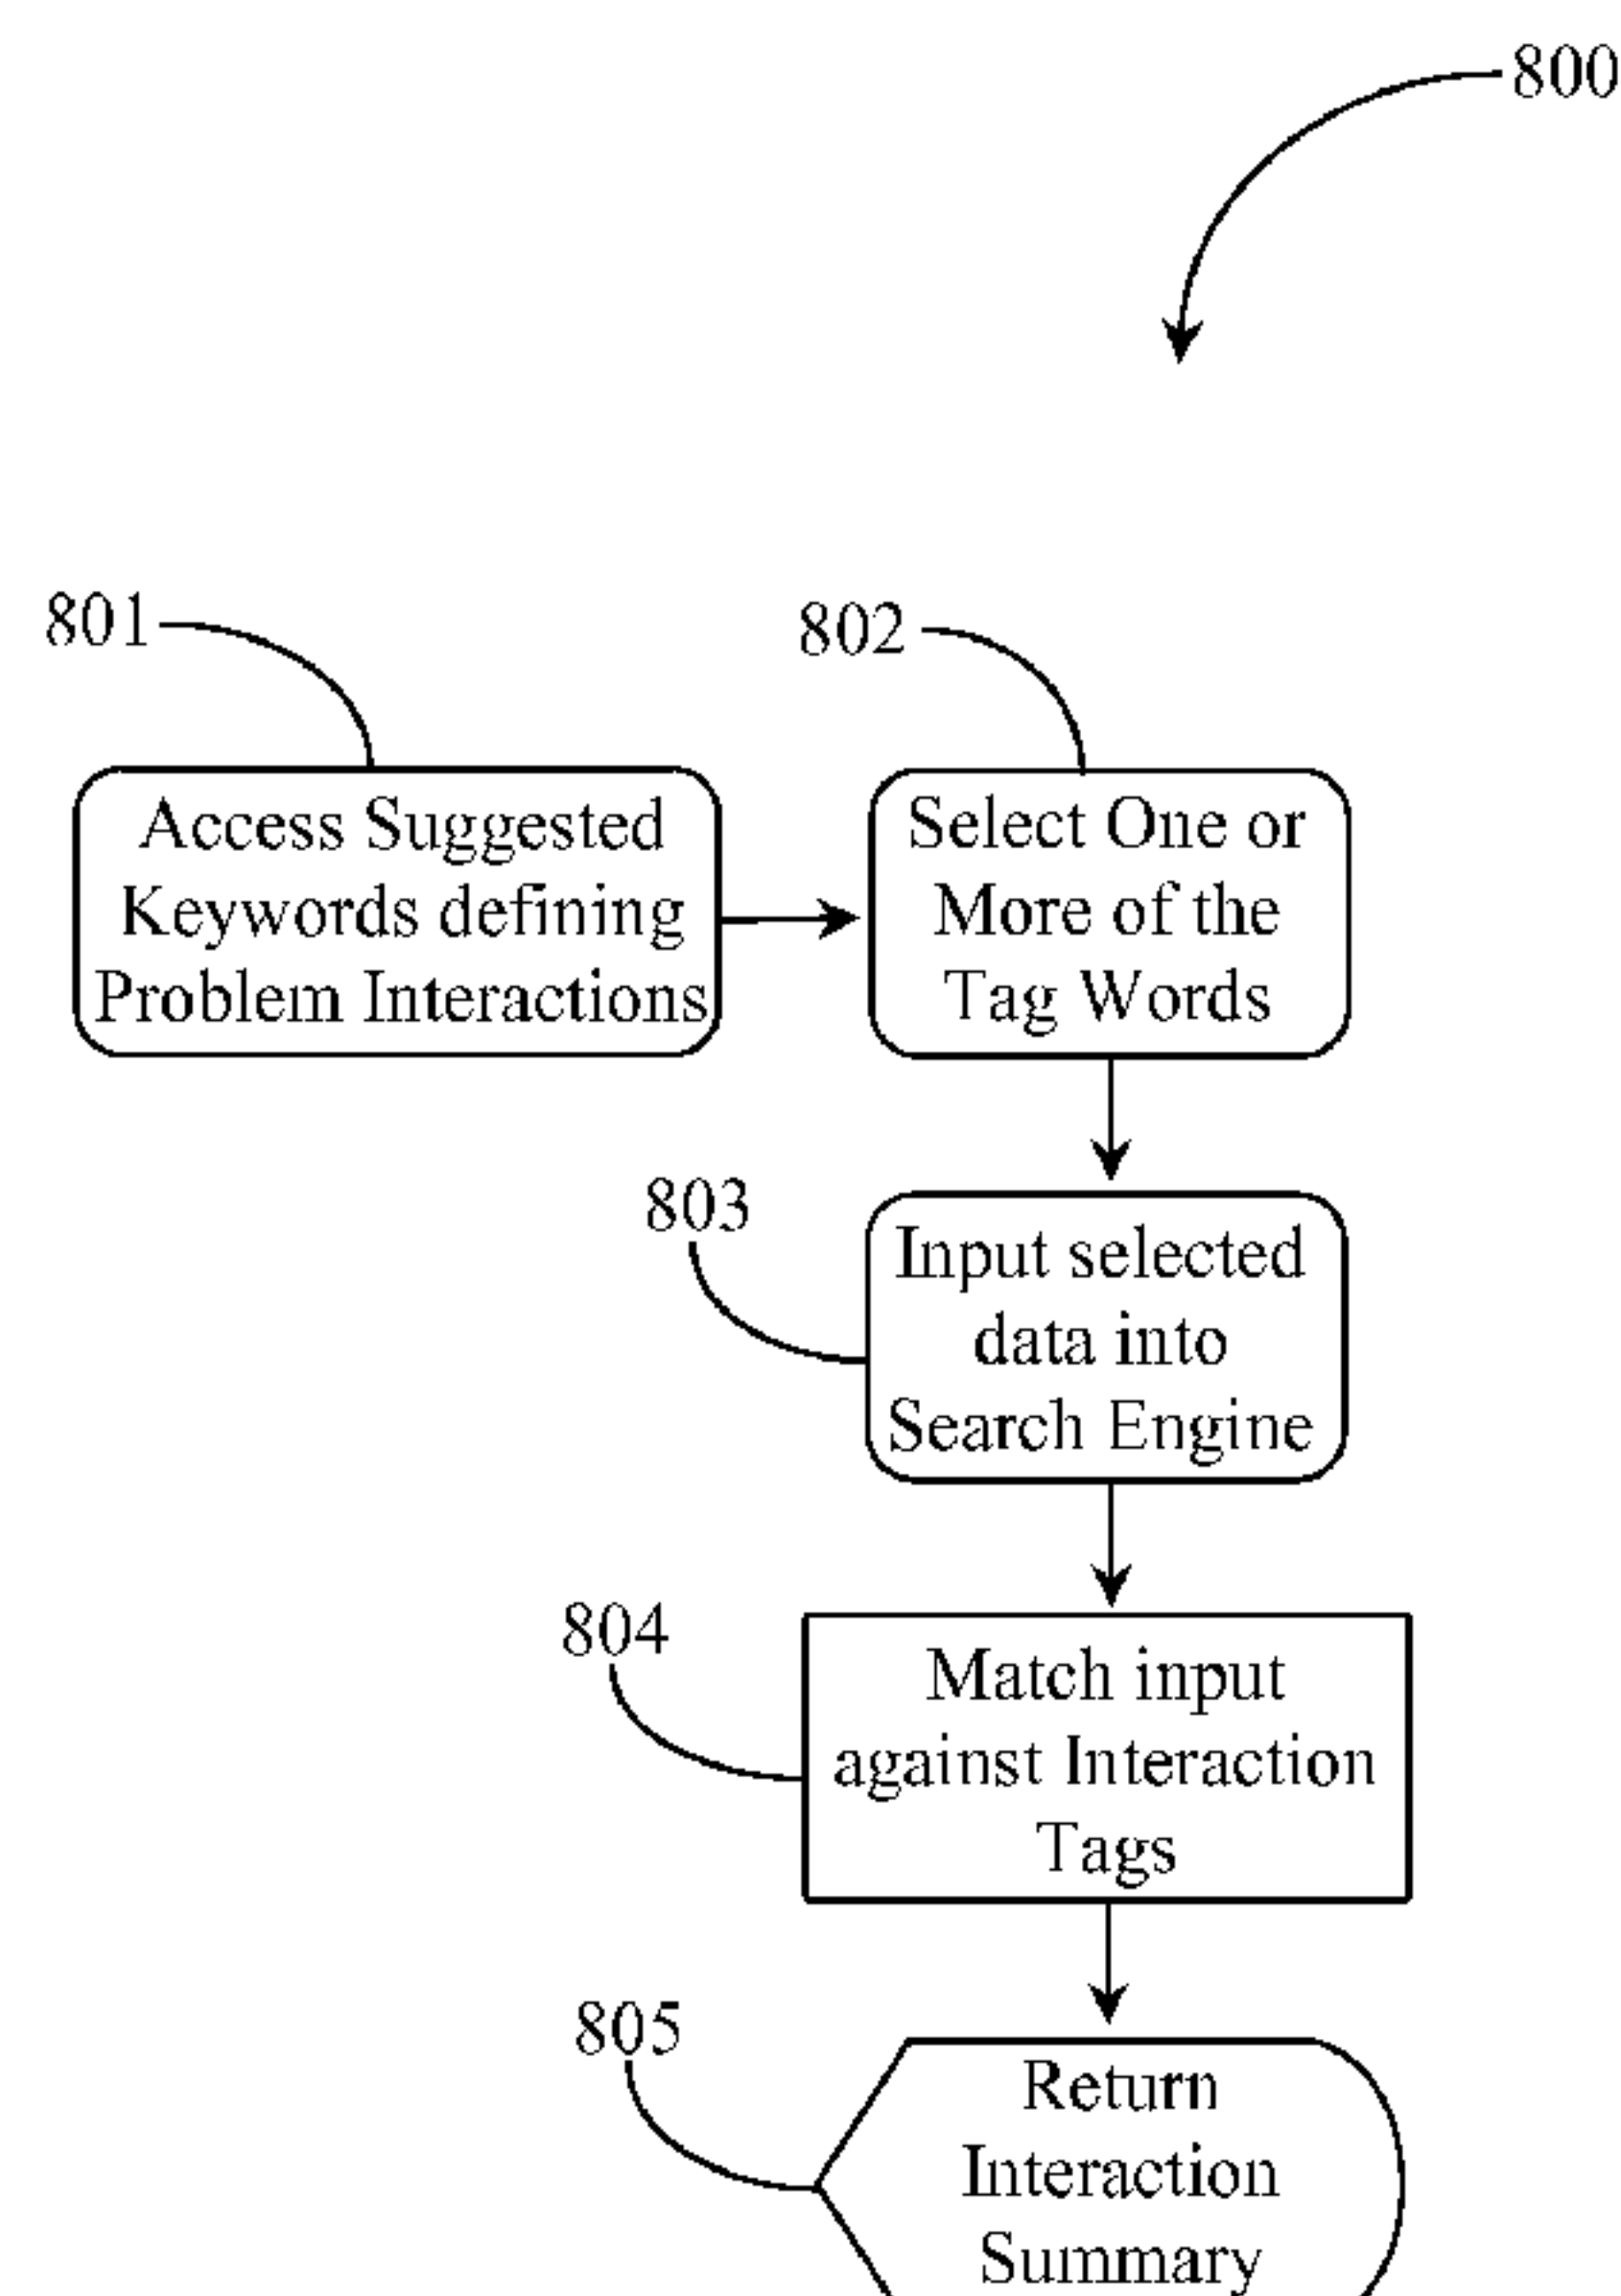 800
801
802
Access Suggested
Keywords defining
Problem Interactions
Select One or
More of the
Tag Words
803
Input selected
data into
Search Engine
804
Match input
against Interaction
Tags
805
Return
Interaction
Summary